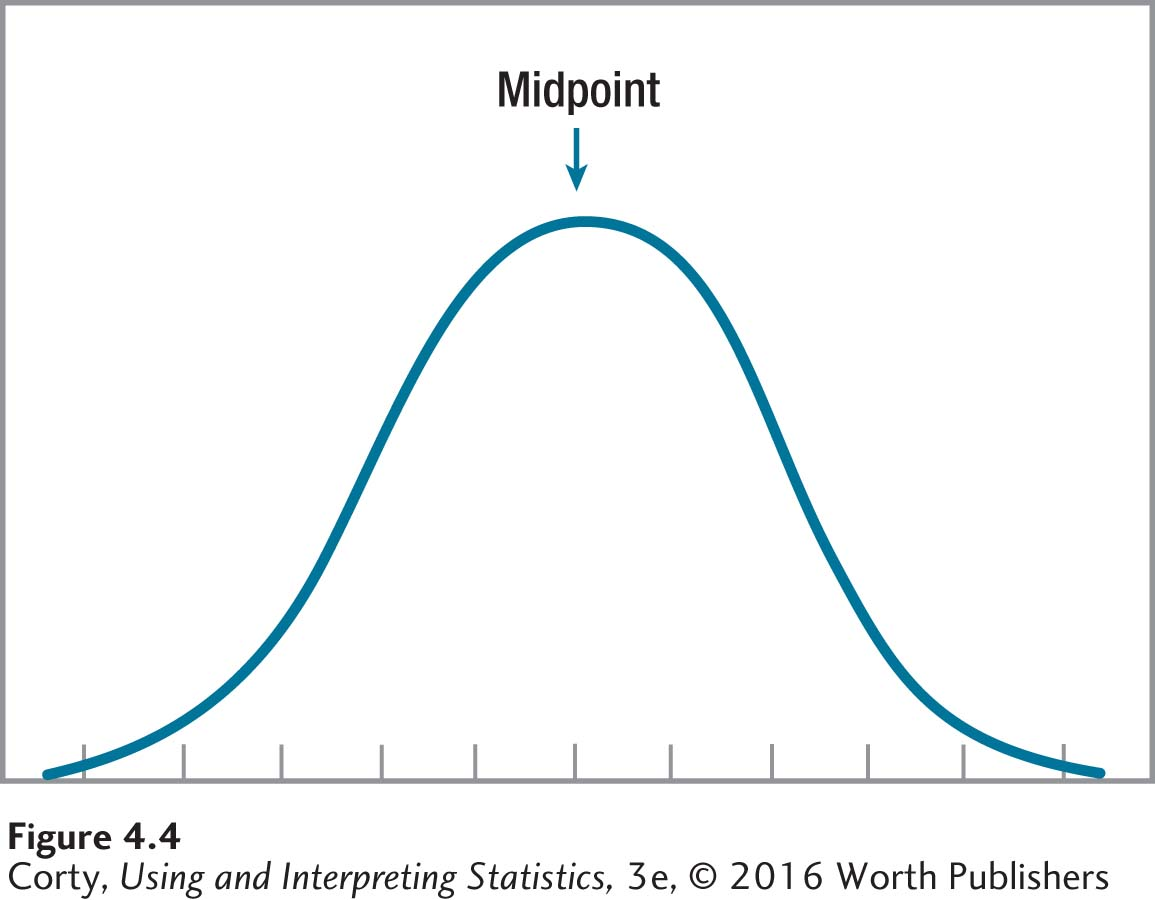 Midpoint
Figure 4.4
Corty, Using and Interpreting Statistics, 3e, © 2016 Worth Publishers